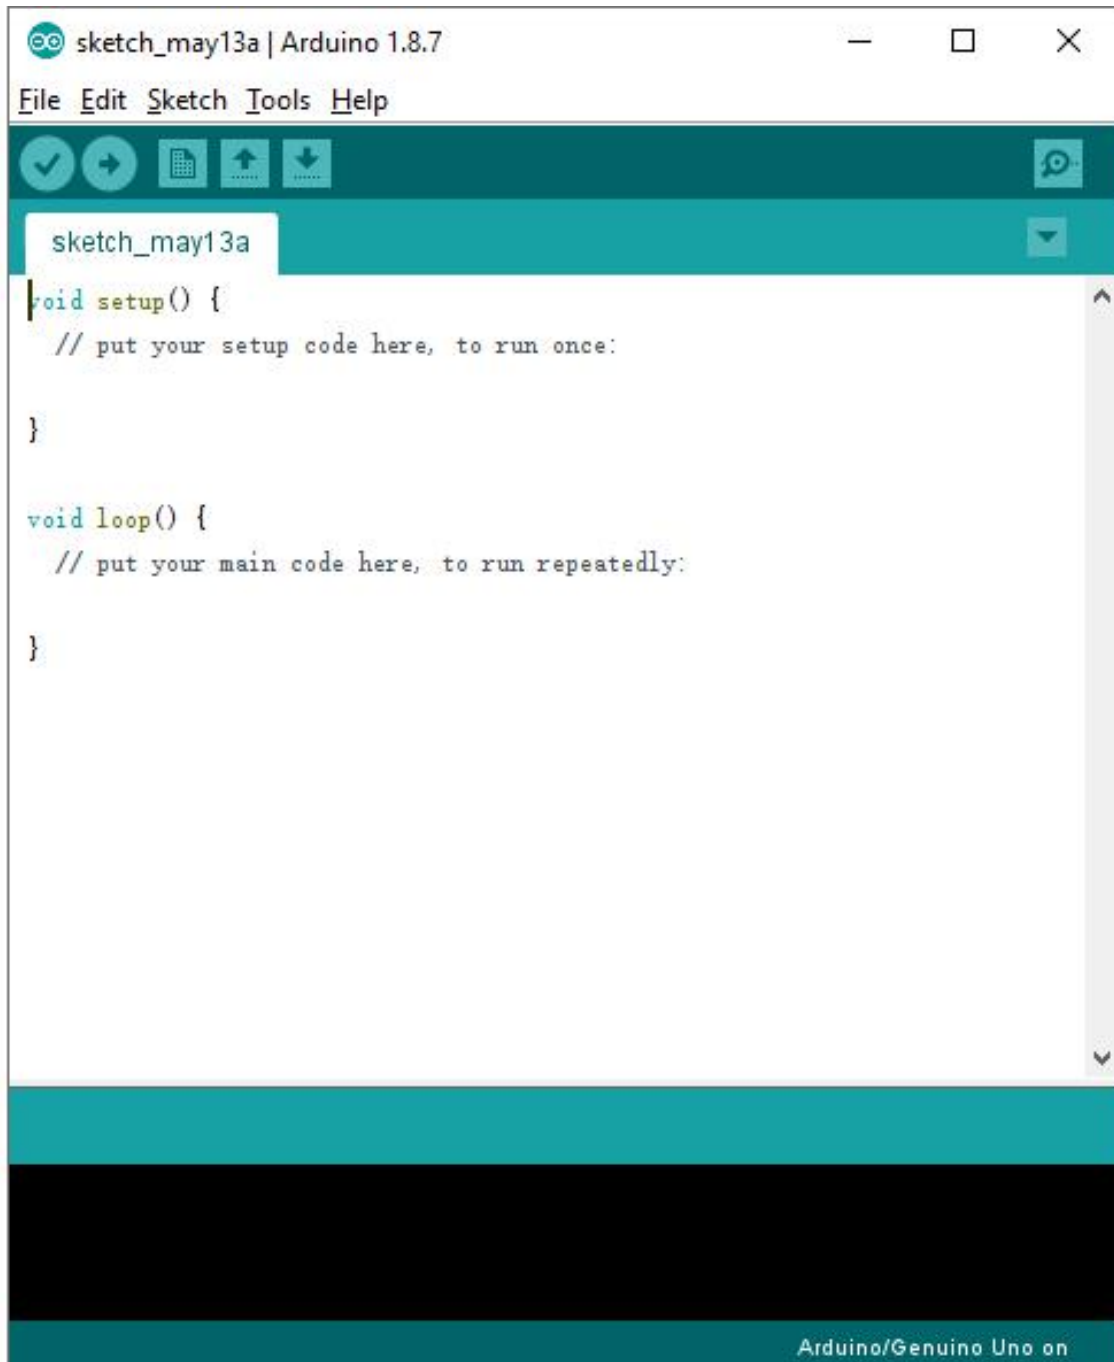 sketch_may13a | Arduino 1.8.7
File Edit Sketch Tools Help
sketch_may13a
void setup() {
  // put your setup code here, to run once:
}
void loop() {
  // put your main code here, to run repeatedly:
}
Arduino/Genuino Uno on